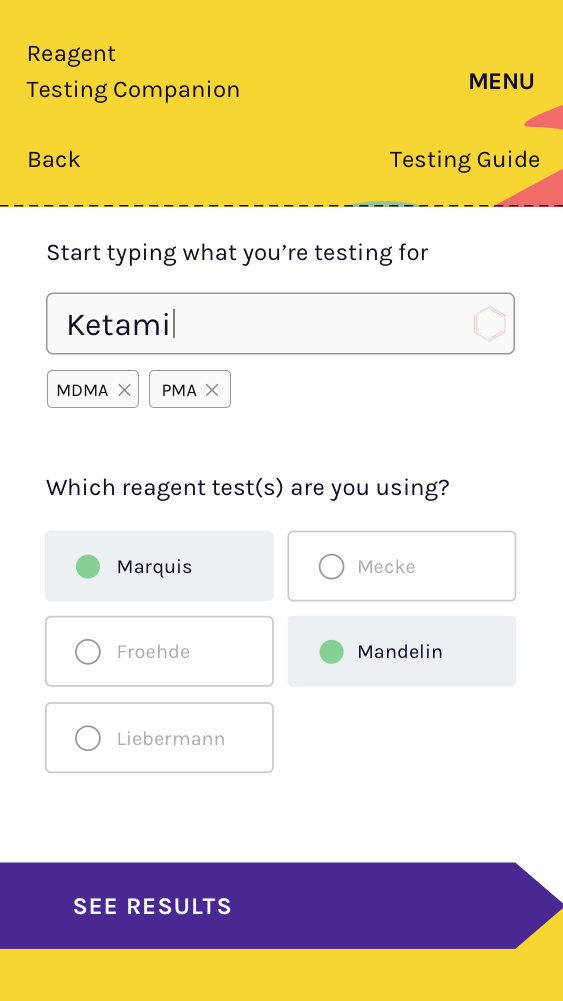 Reagent
Testing Companion
MENU
Back
Testing Guide
Start typing what you’re testing for
Ketami
MDMA
PMA
Which reagent test(s) are you using?
Marquis
Mecke
Froehde
Mandelin
Liebermann
SEE RESULTS